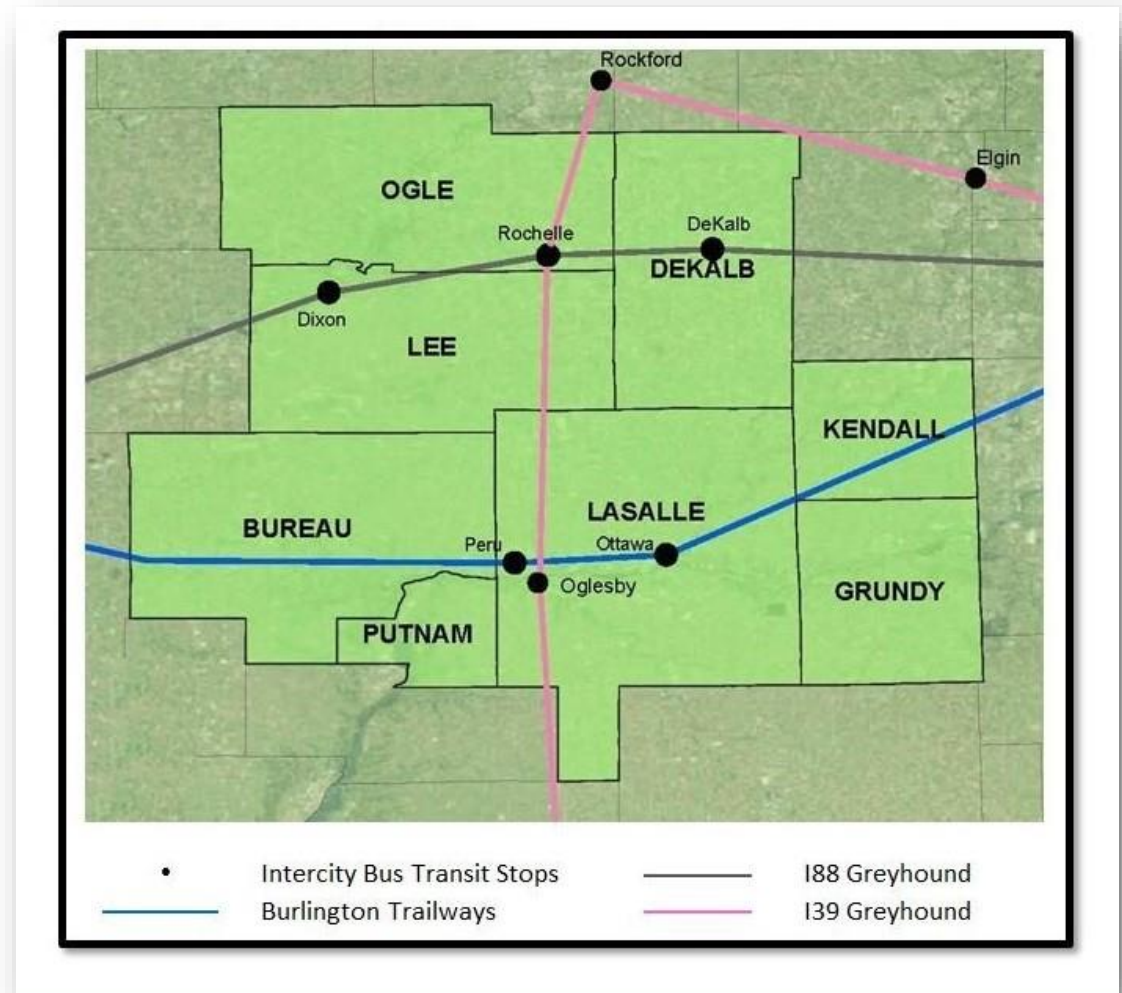 Rockford
Elgin
OGLE
Rochelle
DeKalb
DEKALB
Dixon
LEE
KENDALL
LASALLE
BUREAU
Peru
Ottawa
Oglesby
GRUNDY
PUTNAM
Intercity Bus Transit Stops
I88 Greyhound
Burlington Trailways
I39 Greyhound